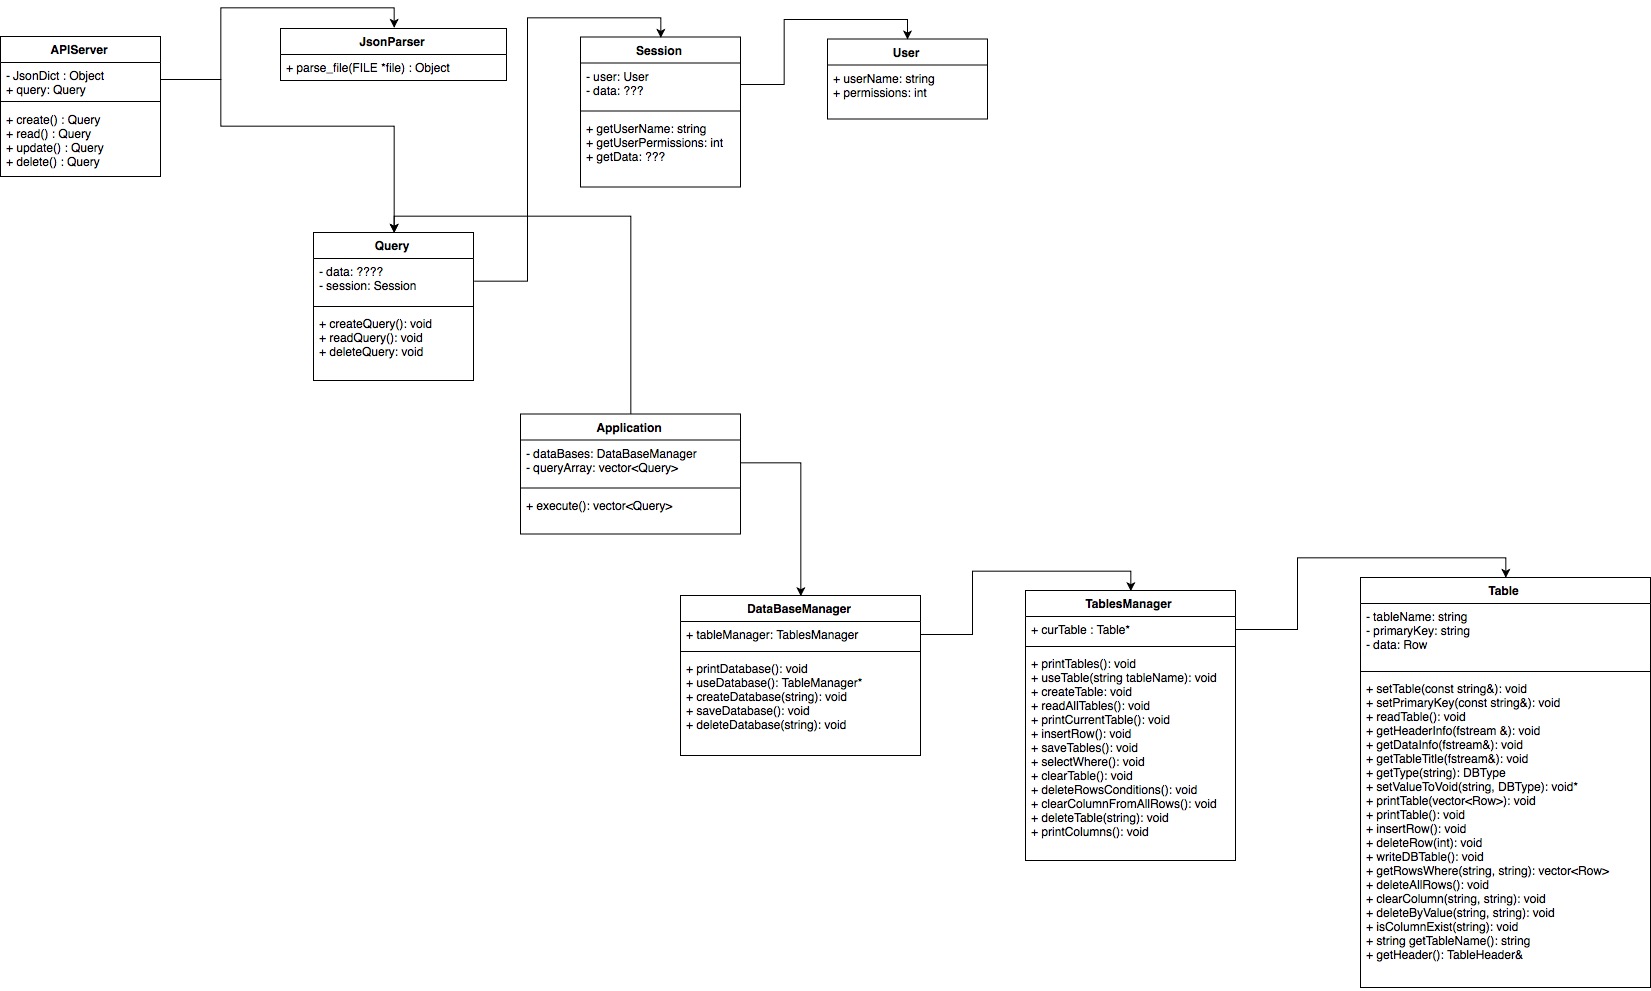 APIServer
- JsonDict : Object
+ query: Query
+ create() : Query
+ read() : Query
+ update() : Query
+ delete() : Query
JsonParser
+ parse_file(FILE *file) : Object
Session
- user: User
- data: ???
+ getUserName: string
+ getUserPermissions: int
+ getData: ???
User
+ userName: string
+ permissions: int
Query
- data: ????
- session: Session
+ createQuery(): void
+ readQuery(): void
+ deleteQuery: void
Application
- dataBases: DataBaseManager
- queryArray: vector<Query>
+ execute(): vector<Query>
DataBaseManager
+ tableManager: TablesManager
+ printDatabase(): void
+ useDatabase(): TableManager*
+ createDatabase(string): void
+ saveDatabase(): void
+ deleteDatabase(string): void
TablesManager
+ curTable : Table*
+ printTables(): void
+ useTable(string tableName): void
+ createTable: void
+ readAllTables(): void
+ printCurrentTable(): void
+ insertRow(): void
+ saveTables(): void
+ selectWhere(): void
+ clearTable(): void
+ deleteRowsConditions(): void
+ clearColumnFromAllRows(): void
+ deleteTable(string): void
+ printColumns(): void
Table
- tableName: string
- primaryKey: string
- data: Row
+ setTable(const string&): void
+ setPrimaryKey(const string&): void
+ readTable(): void
+ getHeaderInfo(fstream &): void
+ getDataInfo(fstream&): void
+ getTableTitle(fstream&): void
+ getType(string): DBType
+ setValueToVoid(string, DBType): void*
+ printTable(vector<Row>): void
+ printTable(): void
+ insertRow(): void
+ deleteRow(int): void
+ writeDBTable(): void
+ getRowsWhere(string, string): vector<Row>
+ deleteAllRows(): void
+ clearColumn(string, string): void
+ deleteByValue(string, string): void
+ isColumnExist(string): void
+ string getTableName(): string
+ getHeader(): TableHeader&